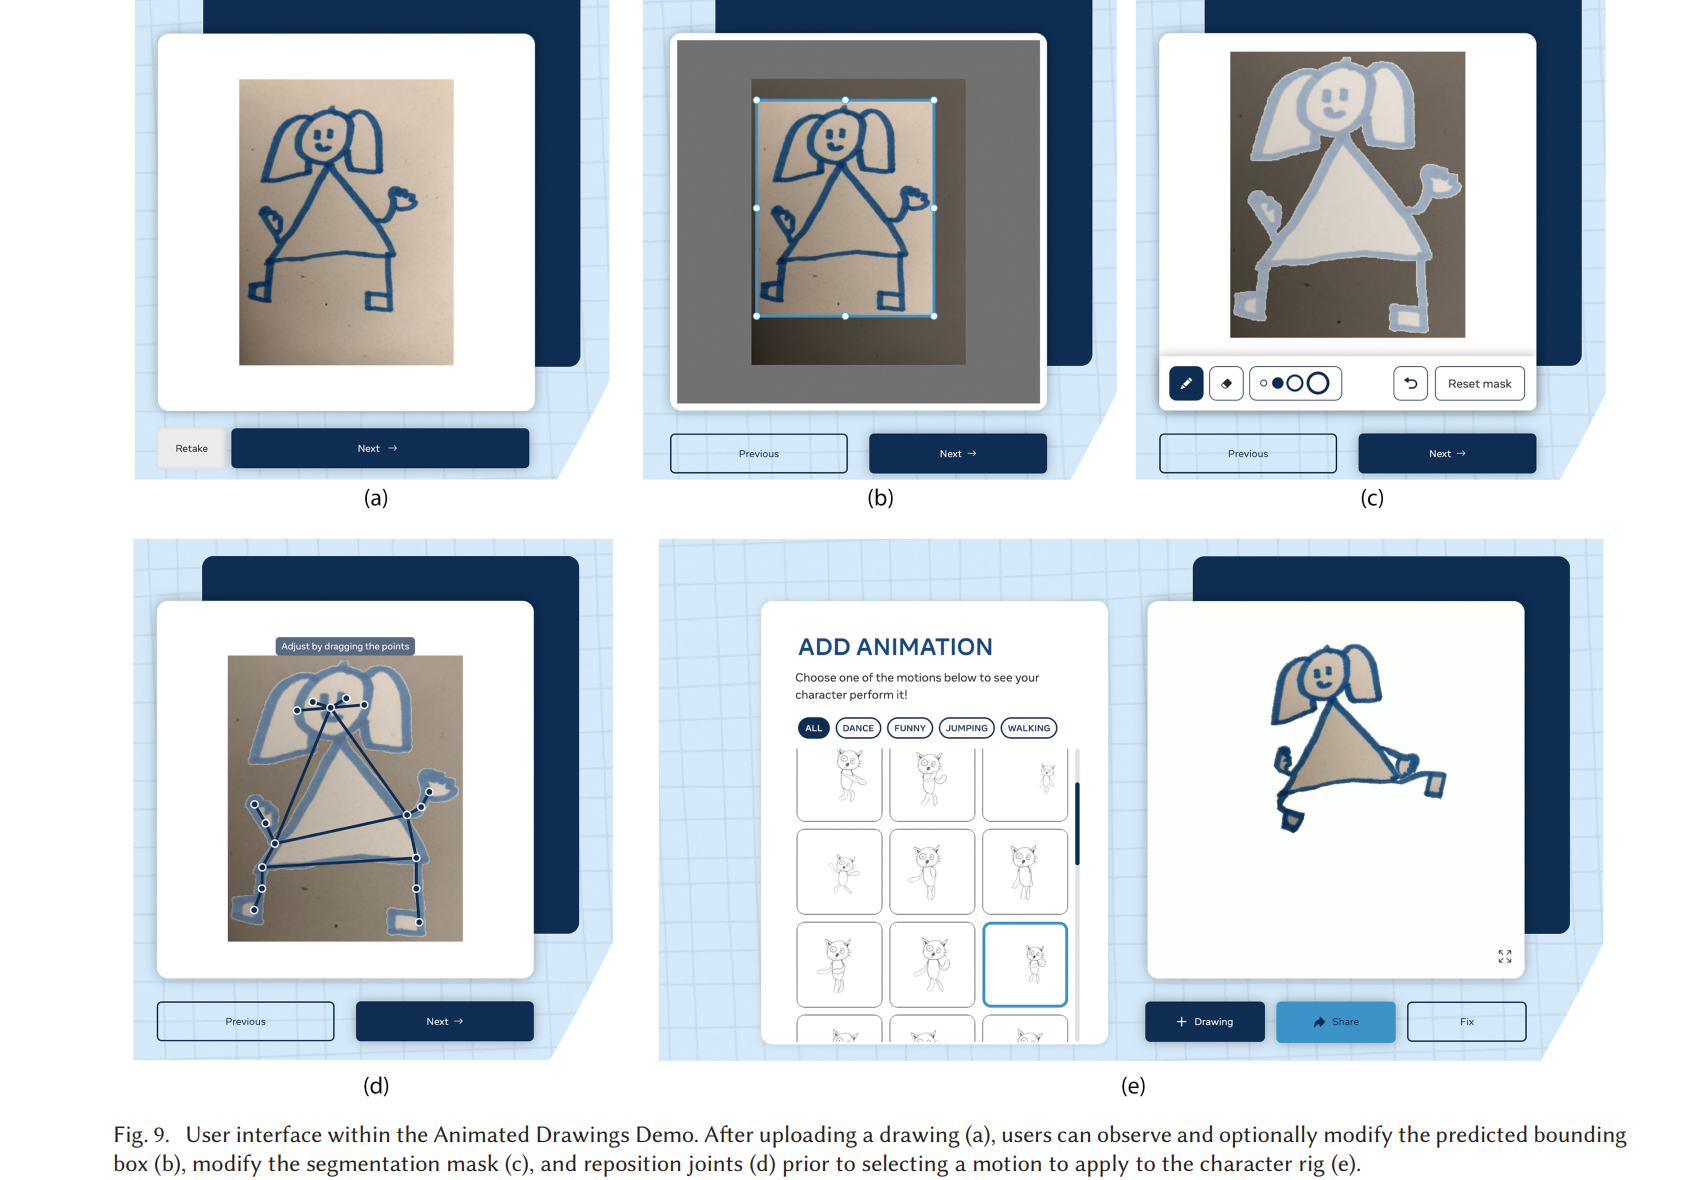 Retake
Next →
(a)
Previous
Next →
(b)
Reset mask
Previous
Next →
(c)
Adjust by dragging the points
Previous
Next →
(d)
ADD ANIMATION
Choose one of the motions below to see your
character perform it!
ALL DANCE FUNNY JUMPING WALKING
+ Drawing
Share
Fix
(e)
Fig. 9. User interface within the Animated Drawings Demo. After uploading a drawing (a), users can observe and optionally modify the predicted bounding
box (b), modify the segmentation mask (c), and reposition joints (d) prior to selecting a motion to apply to the character rig (e).